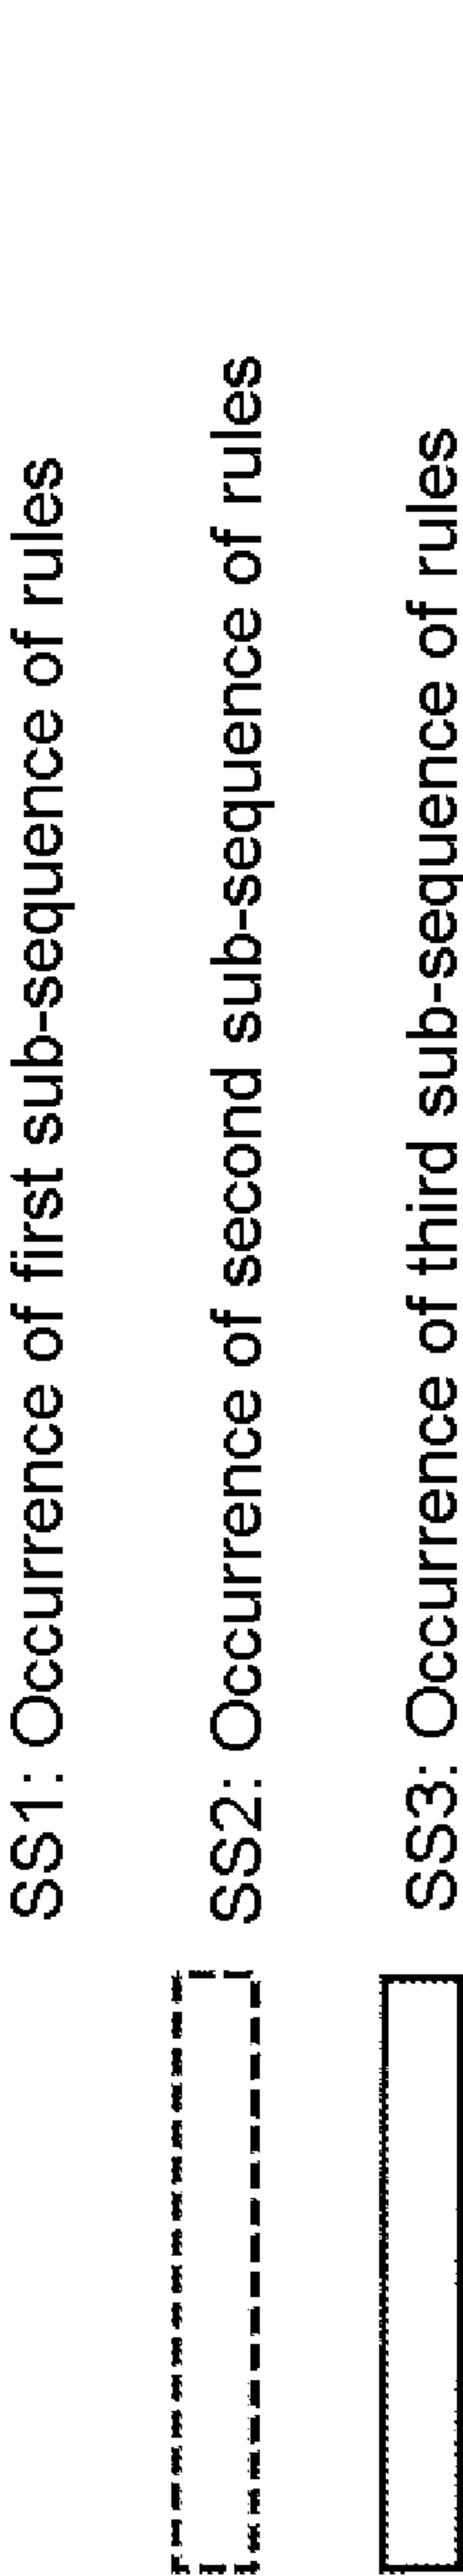 SS1: Occurrence of first sub-sequence of rules
SS2: Occurrence of second sub-sequence of rules
SS3: Occurrence of third sub-sequence of rules